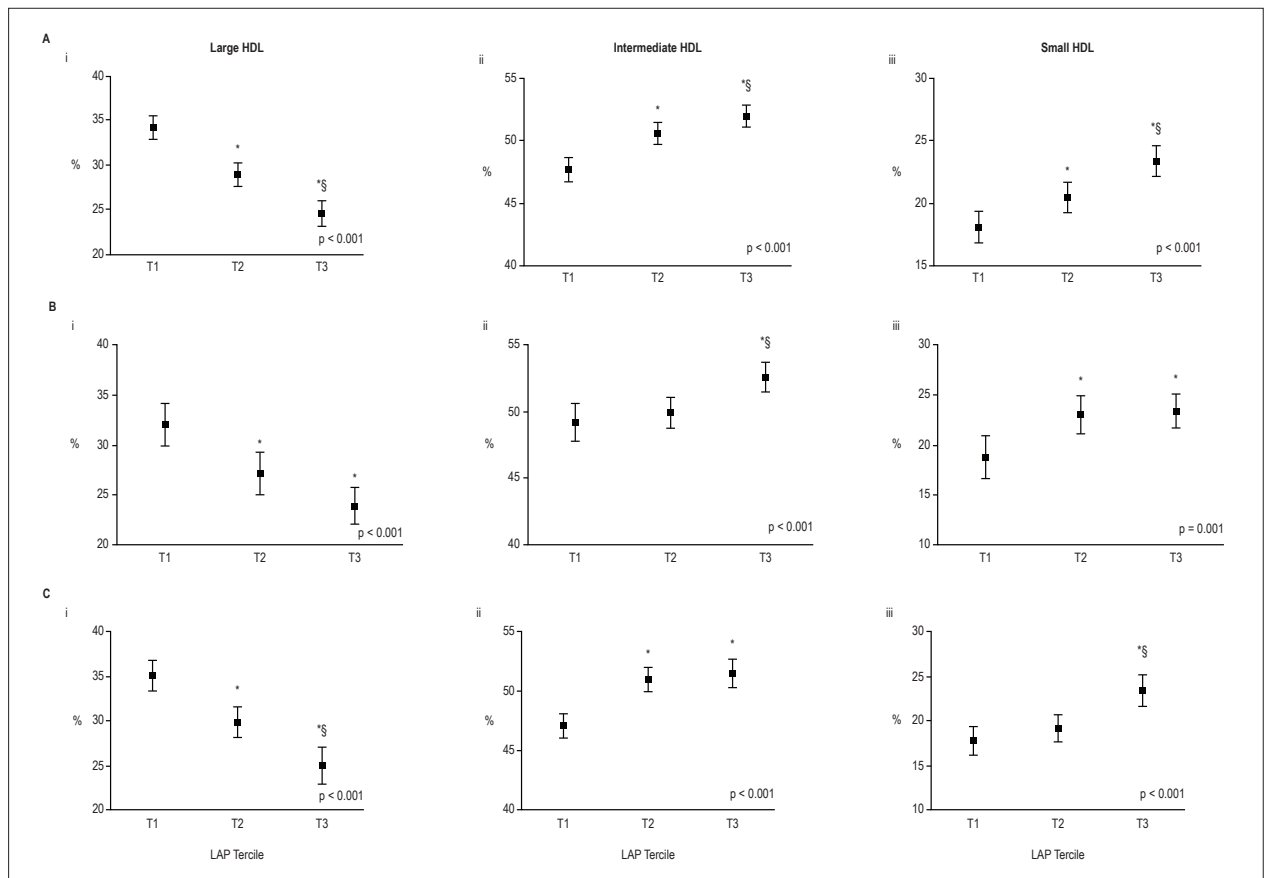 A
Large HDL
Intermediate HDL
Small HDL
i
40
35
%
30
25
20
*
*§
p < 0.001
T1 T2 T3
ii
55
50
%
45
40
*
*§
p < 0.001
T1 T2 T3
iii
30
25
%
20
15
*
*§
p < 0.001
T1 T2 T3
B
i
40
35
%
30
25
20
*
*
p < 0.001
T1 T2 T3
ii
55
50
%
45
40
*§
p < 0.001
T1 T2 T3
iii
30
25
%
20
15
10
*
*
p = 0.001
T1 T2 T3
C
i
40
35
%
30
25
20
*
*§
p < 0.001
T1 T2 T3
LAP Tercile
ii
55
50
%
45
40
*
*
p < 0.001
T1 T2 T3
LAP Tercile
iii
30
25
%
20
15
10
*§
p < 0.001
T1 T2 T3
LAP Tercile